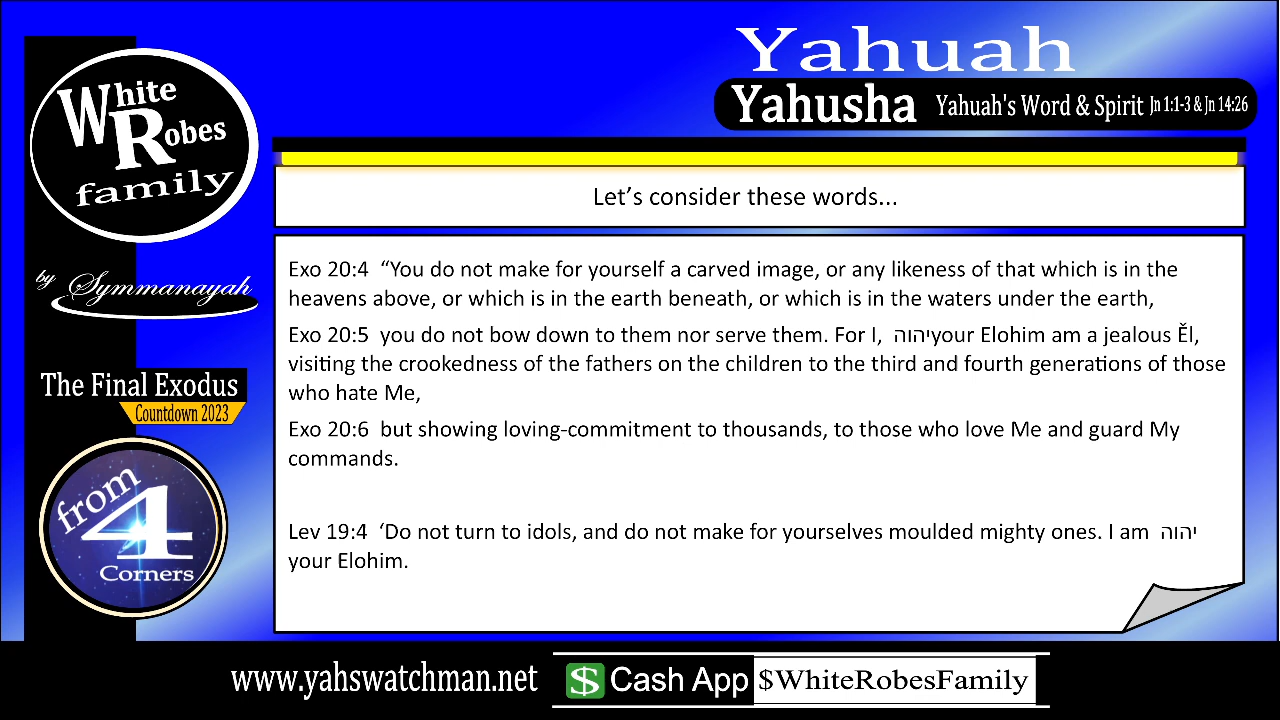 Yahuah
Yahusha Yahuah's Word & Spirit Jn 1:1-3 & Jn 14:26
White
Robes
family
by Symmanayah
The Final Exodus
Countdown 2023
from
4
Corners
Let’s consider these words...
Exo 20:4 “You do not make for yourself a carved image, or any likeness of that which is in the
heavens above, or which is in the earth beneath, or which is in the waters under the earth,
Exo 20:5 you do not bow down to them nor serve them. For I, יהוהyour Elohim am a jealous Ěl,
visiting the crookedness of the fathers on the children to the third and fourth generations of those
who hate Me,
Exo 20:6 but showing loving-commitment to thousands, to those who love Me and guard My
commands.
Lev 19:4 ‘Do not turn to idols, and do not make for yourselves moulded mighty ones. I am יהוה
your Elohim.
www.yahswatchman.net $ Cash App $WhiteRobesFamily